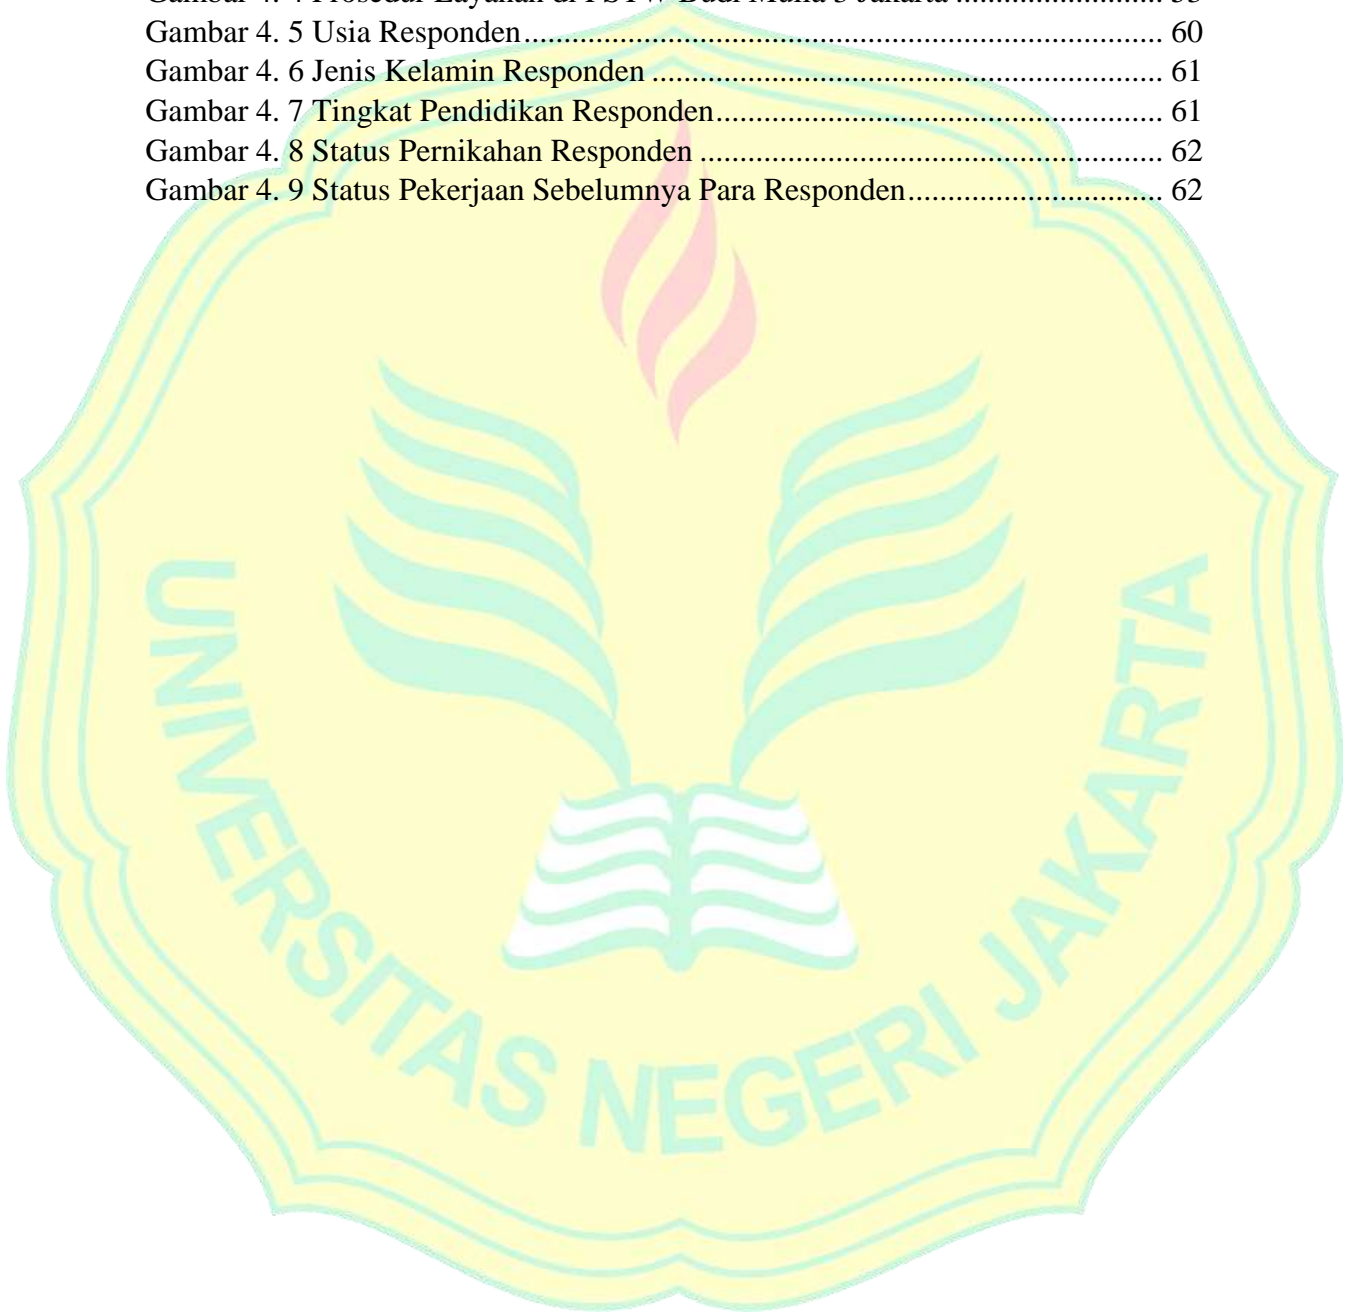 Gambar 4. 5 Usia Responden........................................................................... 60
Gambar 4. 6 Jenis Kelamin Responden ............................................................ 61
Gambar 4. 7 Tingkat Pendidikan Responden.................................................... 61
Gambar 4. 8 Status Pernikahan Responden ...................................................... 62
Gambar 4. 9 Status Pekerjaan Sebelumnya Para Responden............................ 62
UNIVERSITAS NEGERI JAKARTA